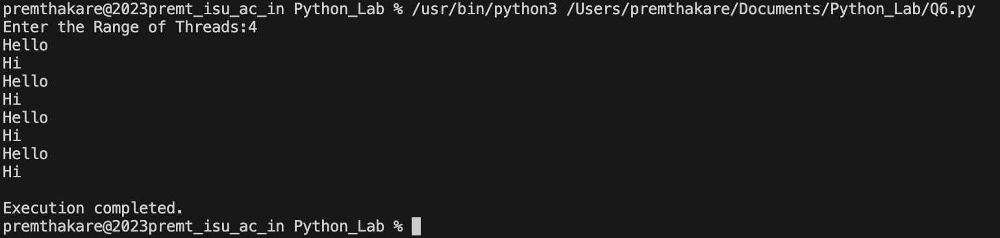 premthakare@2023premt_isu_ac_in Python_Lab % /usr/bin/python3 /Users/premthakare/Documents/Python_Lab/Q6.py
Enter the Range of Threads:4
Hello
Hi
Hello
Hi
Hello
Hi
Hello
Hi
Execution completed.
premthakare@2023premt_isu_ac_in Python_Lab %